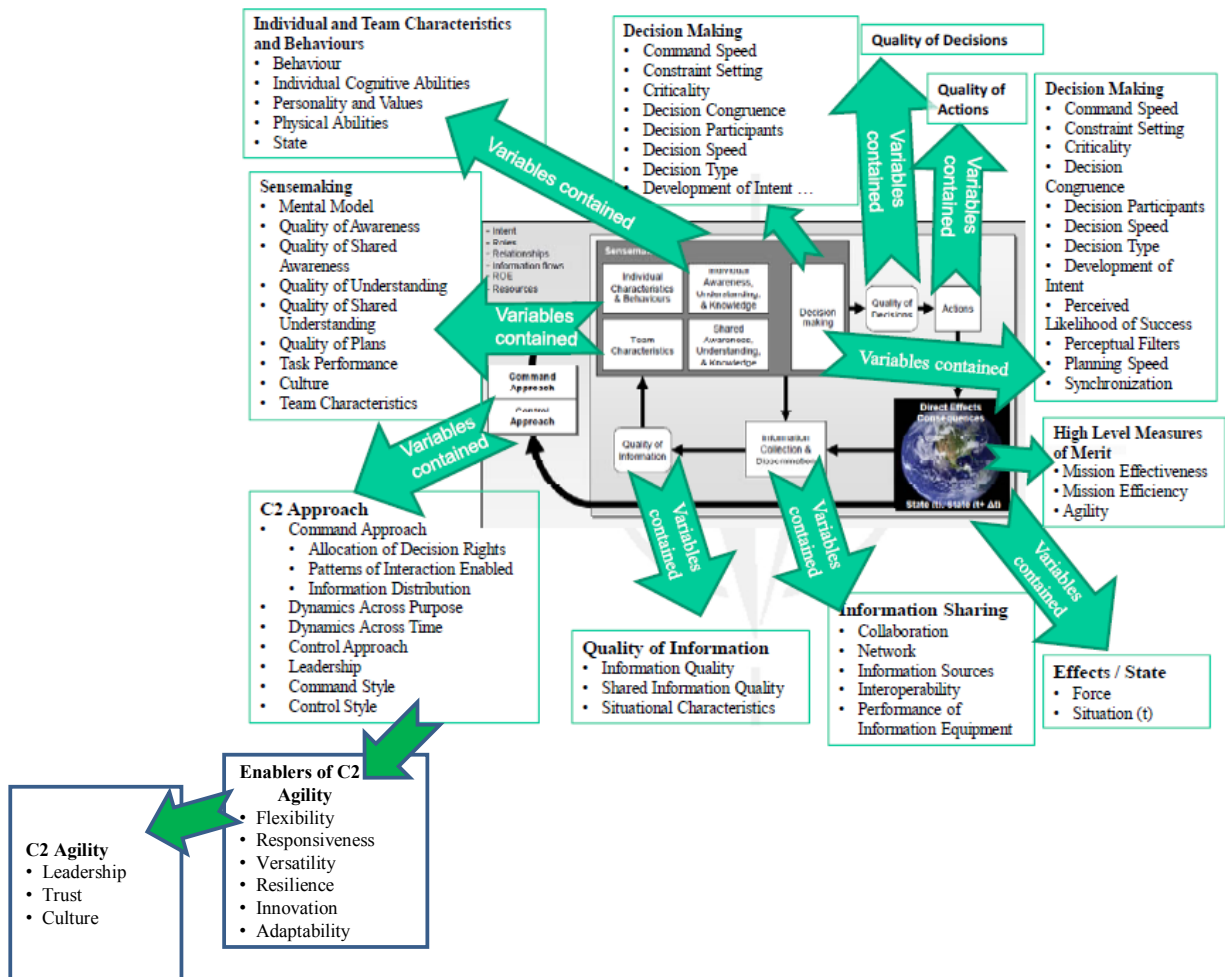 Individual and Team Characteristics
and Behaviours
• Behaviour
• Individual Cognitive Abilities
• Personality and Values
• Physical Abilities
• State
Decision Making
• Command Speed
• Constraint Setting
• Criticality
• Decision Congruence
• Decision Participants
• Decision Speed
• Decision Type
• Development of Intent ...
Quality of Decisions
Quality of
Actions
Decision Making
• Command Speed
• Constraint Setting
• Criticality
• Decision
Congruence
• Decision Participants
• Decision Speed
• Decision Type
• Development of
Intent
• Perceived
Likelihood of Success
• Perceptual Filters
• Planning Speed
• Synchronization
Variables contained
Variables
contained
Variables
contained
Sensemaking
• Mental Model
• Quality of Awareness
• Quality of Shared
Awareness
• Quality of Understanding
• Quality of Shared
Understanding
• Quality of Plans
• Task Performance
• Culture
• Team Characteristics
- Intent
- Roles
- Relationships
- Information flows
- ROE
- Resources
Individual
Characteristics
& Behaviours
Individual
Awareness,
Understanding,
& Knowledge
Team
Characteristics
Shared
Awareness,
Understanding,
& Knowledge
Decision
making
Quality of
Decisions
Actions
Variables
contained
Variables contained
Command
Approach
Control
Approach
Quality of
Information
Information
Collection &
Dissemination
Direct Effects
Consequences
State (t), State (t+ Δt)
High Level Measures
of Merit
• Mission Effectiveness
• Mission Efficiency
• Agility
Variables
contained
Variables
contained
Variables
contained
Variables
contained
C2 Approach
• Command Approach
• Allocation of Decision Rights
• Patterns of Interaction Enabled
• Information Distribution
• Dynamics Across Purpose
• Dynamics Across Time
• Control Approach
• Leadership
• Command Style
• Control Style
Quality of Information
• Information Quality
• Shared Information Quality
• Situational Characteristics
Information Sharing
• Collaboration
• Network
• Information Sources
• Interoperability
• Performance of
Information Equipment
Effects / State
• Force
• Situation (t)
Enablers of C2
Agility
• Flexibility
• Responsiveness
• Versatility
• Resilience
• Innovation
• Adaptability
C2 Agility
• Leadership
• Trust
• Culture